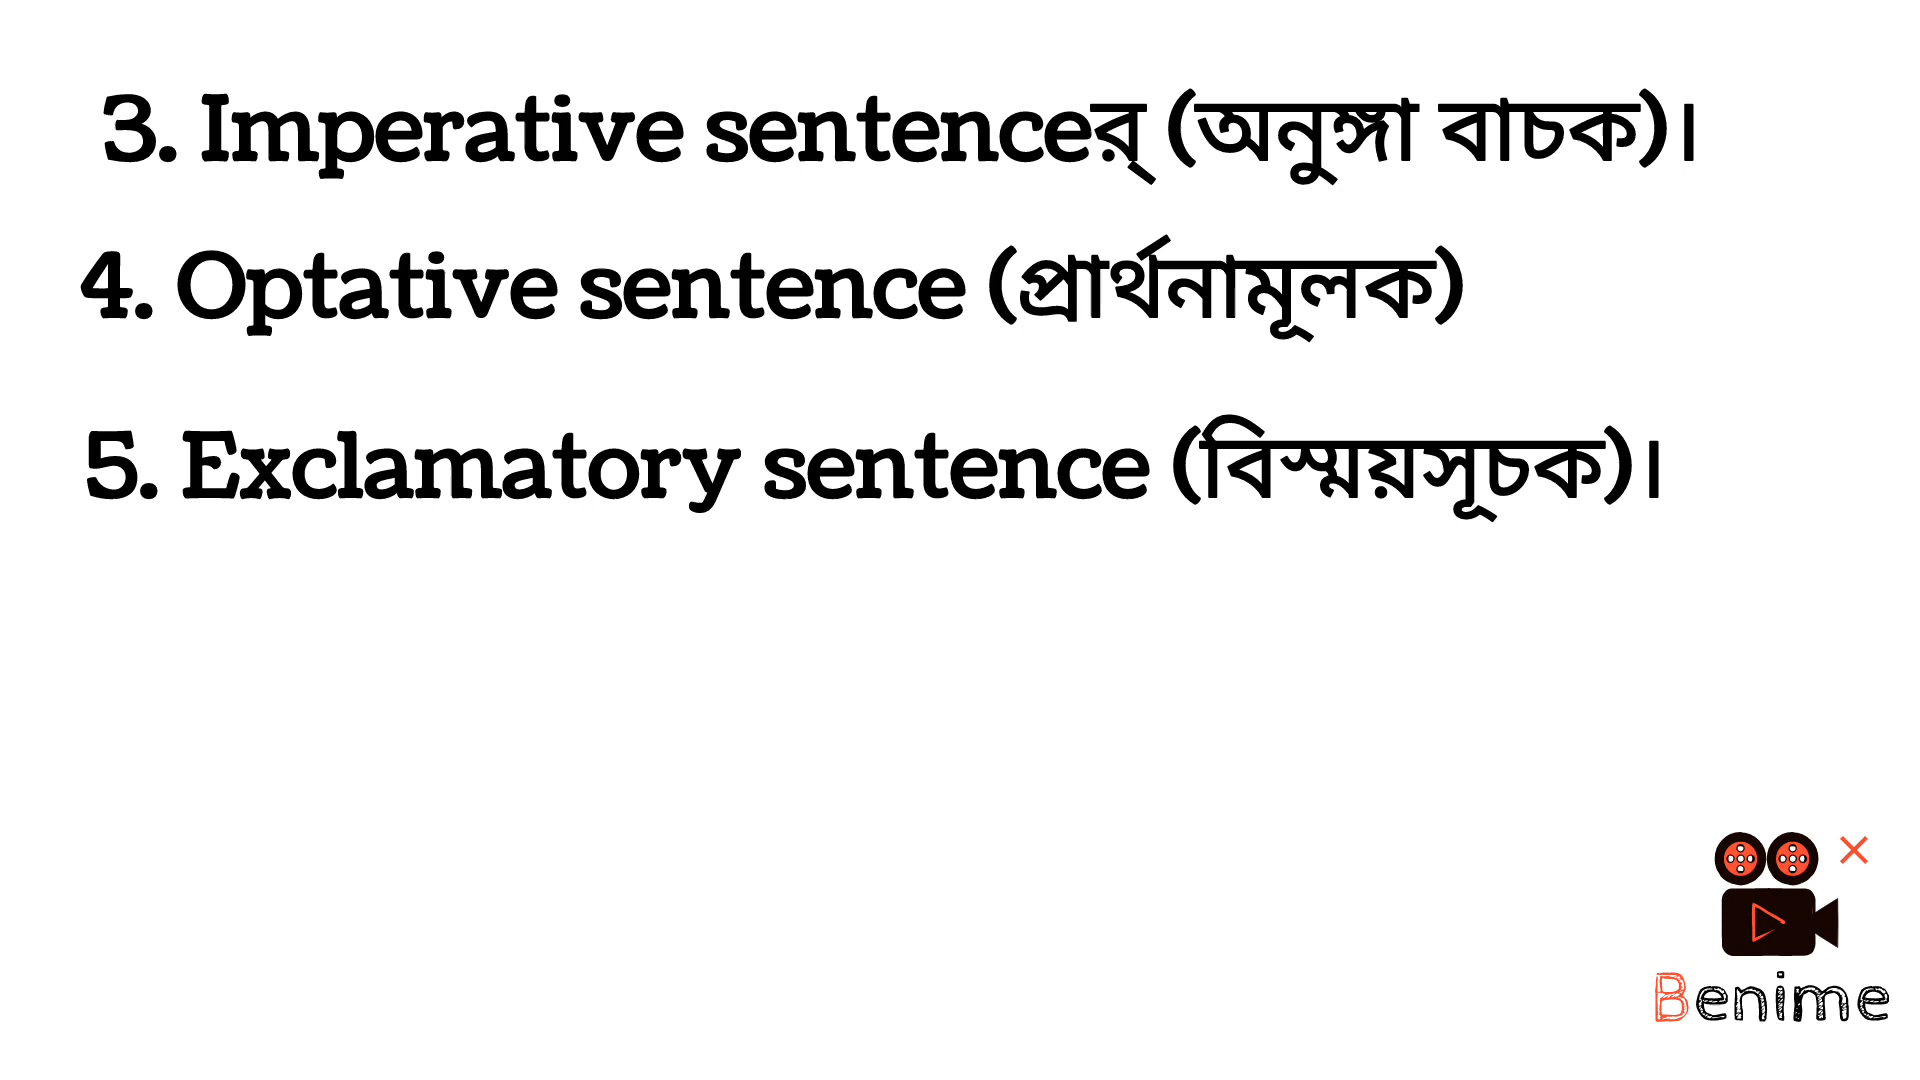 3. Imperative sentenceর্ (অনুঙ্গা বাচক)।
4. Optative sentence (প্রার্থনামূলক)
5. Exclamatory sentence (বিস্ময়সূচক)।
Benime